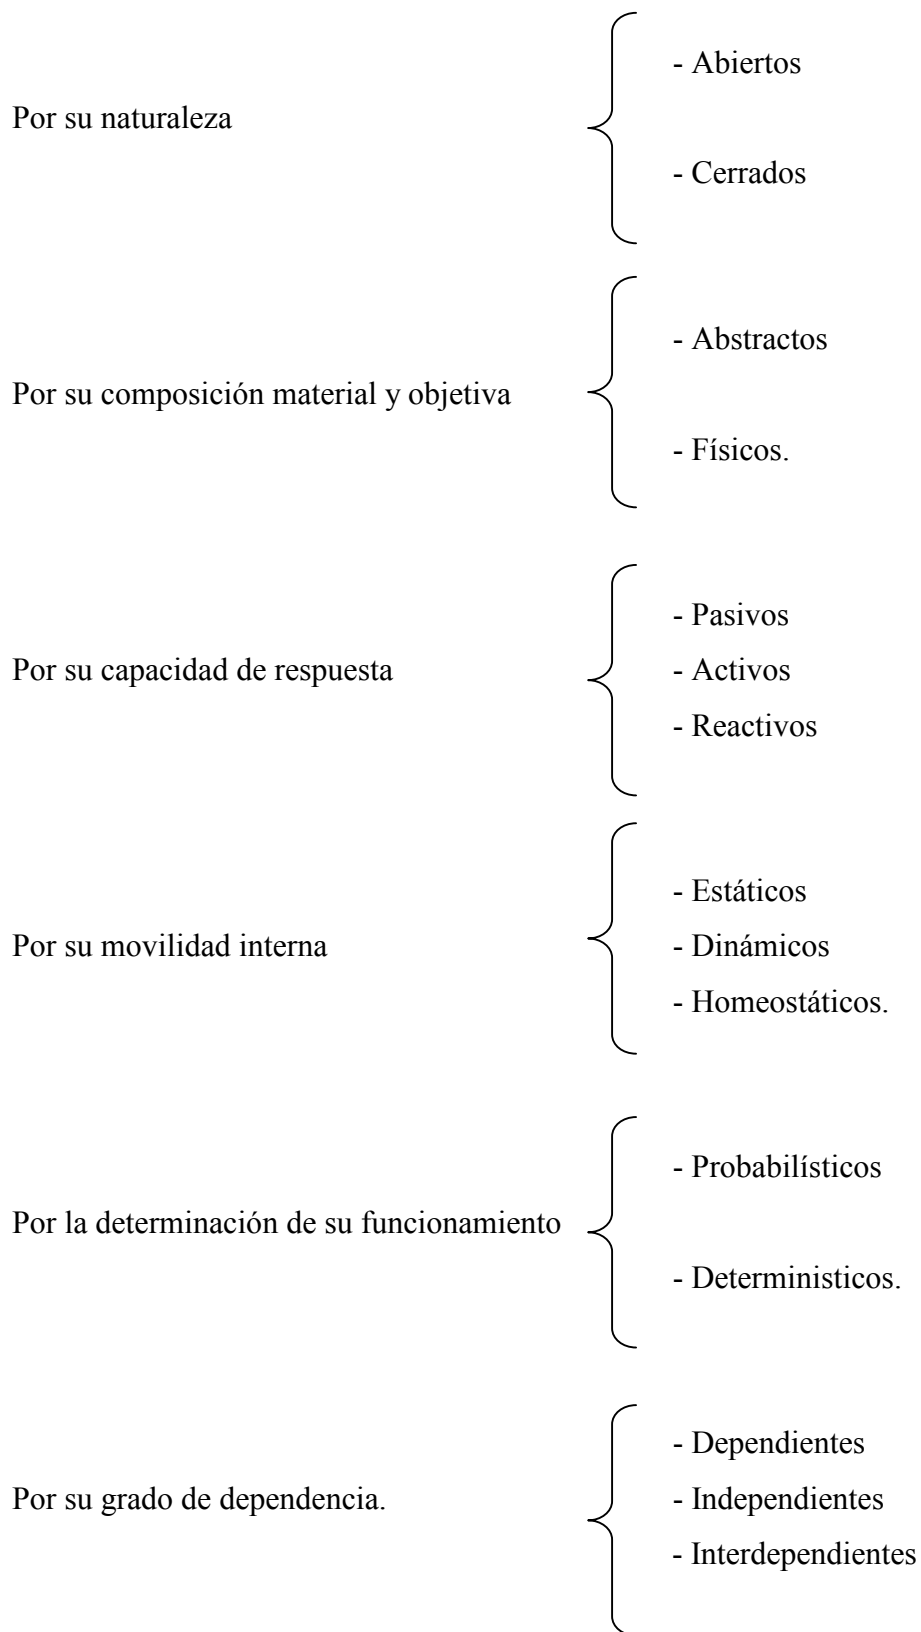 Por su naturaleza
- Abiertos
- Cerrados
Por su composición material y objetiva
- Abstractos
- Físicos.
Por su capacidad de respuesta
- Pasivos
- Activos
- Reactivos
Por su movilidad interna
- Estáticos
- Dinámicos
- Homeostáticos.
Por la determinación de su funcionamiento
- Probabilísticos
- Deterministicos.
Por su grado de dependencia.
- Dependientes
- Independientes
- Interdependientes